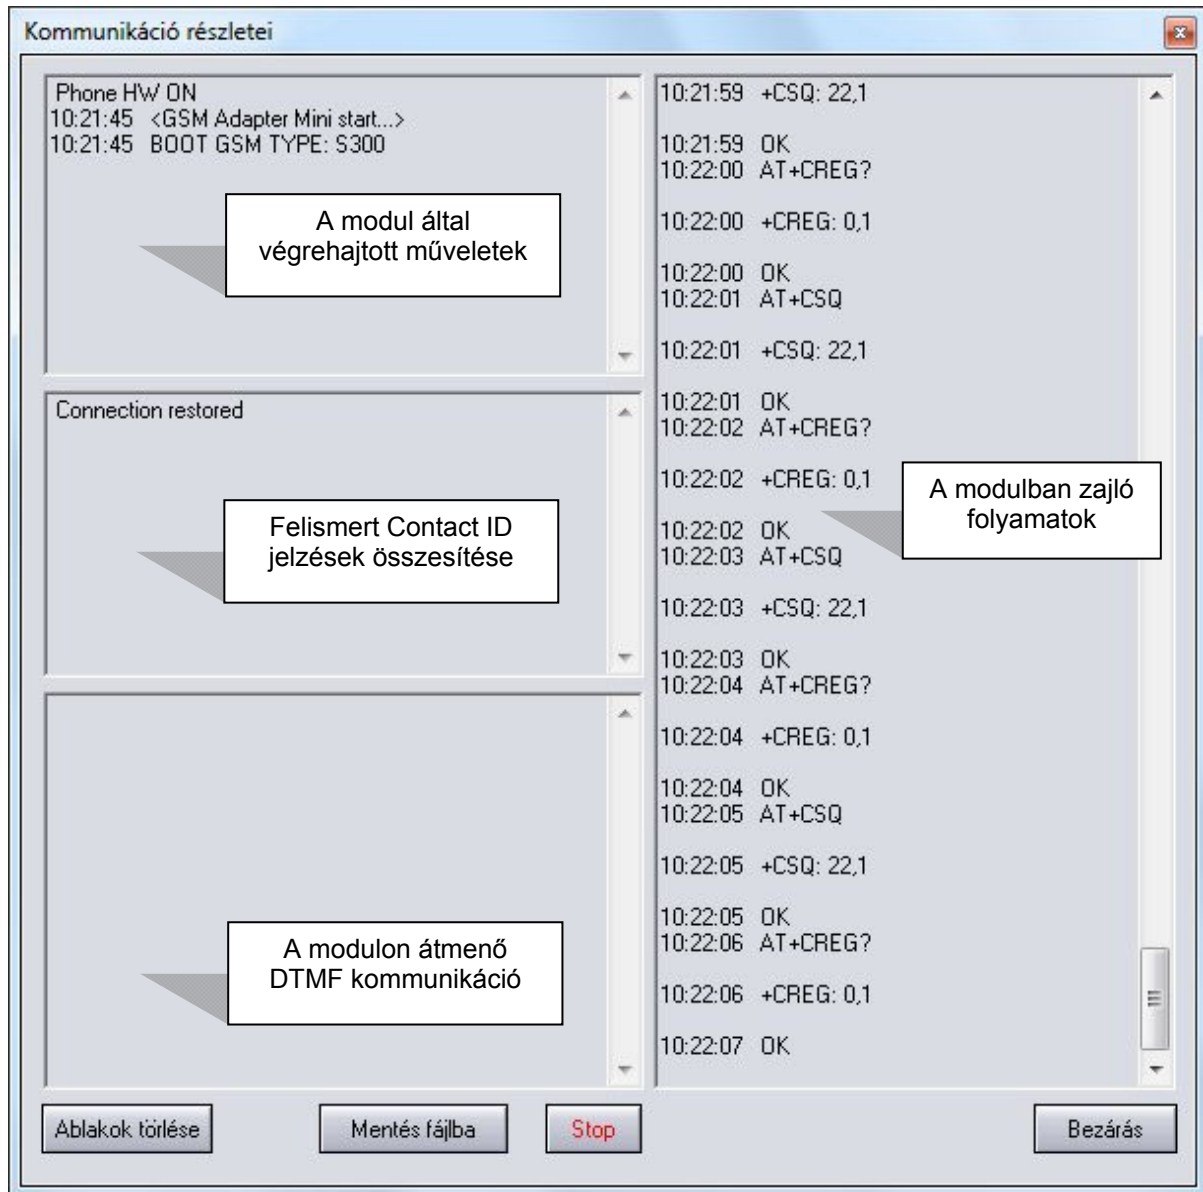 Kommunikáció részletei
Phone HW ON
10:21:45 <GSM Adapter Mini start...>
10:21:45 BOOT GSM TYPE: S300
A modul által
végrehajtott műveletek
Connection restored
Felismert Contact ID
jelzések összesítése
A modulon átmenő
DTMF kommunikáció
10:21:59 +CSQ: 22,1
10:21:59 OK
10:22:00 AT+CREG?
10:22:00 +CREG: 0,1
10:22:00 OK
10:22:01 AT+CSQ
10:22:01 +CSQ: 22,1
10:22:01 OK
10:22:02 AT+CREG?
10:22:02 +CREG: 0,1
10:22:02 OK
10:22:03 AT+CSQ
10:22:03 +CSQ: 22,1
10:22:03 OK
10:22:04 AT+CREG?
10:22:04 +CREG: 0,1
10:22:04 OK
10:22:05 AT+CSQ
10:22:05 +CSQ: 22,1
10:22:05 OK
10:22:06 AT+CREG?
10:22:06 +CREG: 0,1
10:22:07 OK
A modulban zajló
folyamatok
Ablakok törlése
Mentés fájlba
Stop
Bezárás